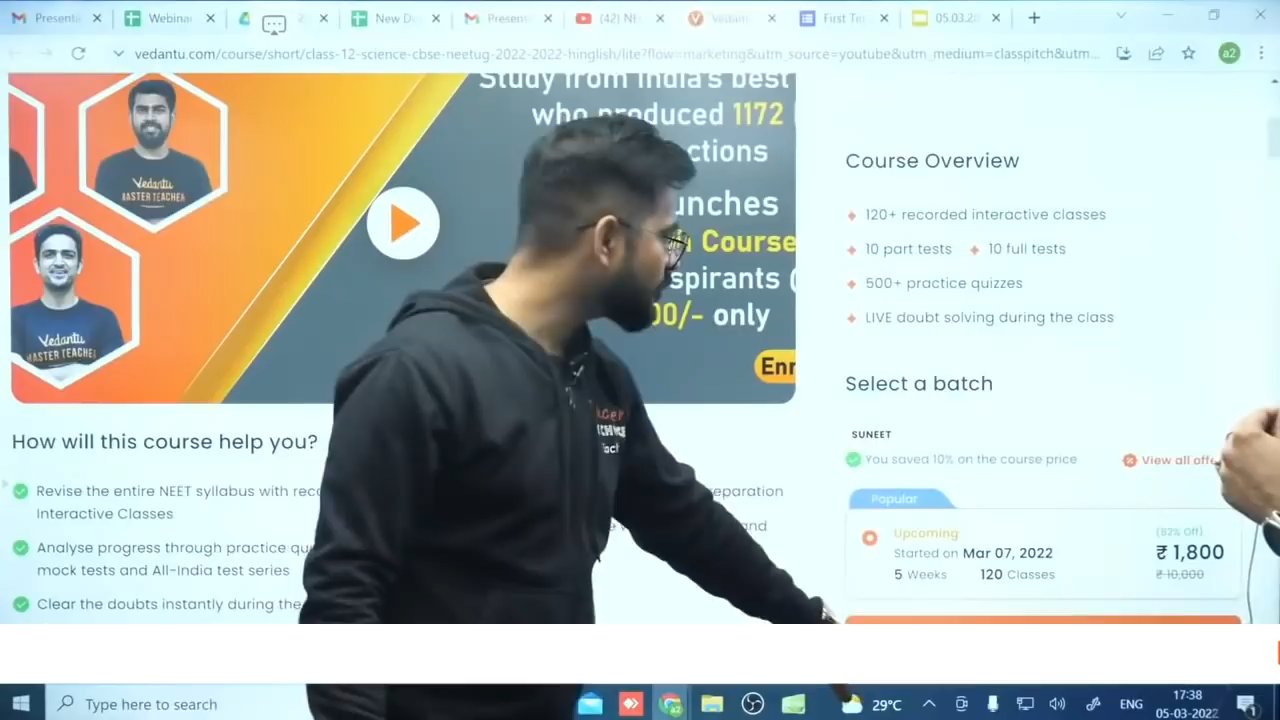 Presenta
Webinar
New D
Presen
(42) NE
Vedant
First Te
05.03.2
vedantu.com/course/short/class-12-science-cbse-neetug-2022-2022-hinglish/lite?flow=marketing&utm_source=youtube&utm_medium=classpitch&utm...
a2
Study from India's best
who produced 1172
ctions
unches
Course
spirants (
00/- only
Enr
Vedantu
MASTER TEACHER
Vedantu
MASTER TEACHER
Course Overview
120+ recorded interactive classes
10 part tests
10 full tests
500+ practice quizzes
LIVE doubt solving during the class
Select a batch
SUNEET
You saved 10% on the course price
View all offe
Popular
Upcoming
(82% Off)
Started on Mar 07, 2022
₹ 1,800
5 Weeks 120 Classes
₹ 10,000
How will this course help you?
Revise the entire NEET syllabus with reco
Interactive Classes
reparation
nd
Analyse progress through practice qu
mock tests and All-India test series
Clear the doubts instantly during the
Type here to search
a2
29°C
ENG
17:38
05-03-2022
1